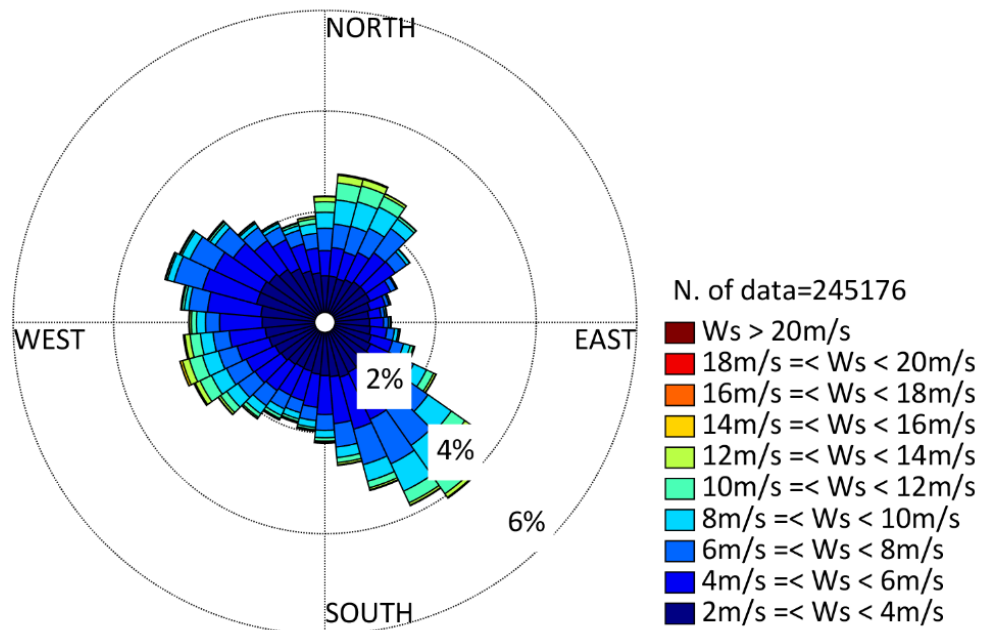 NORTH
WEST
EAST
SOUTH
2%
4%
6%
N. of data=245176
Ws > 20m/s
18m/s =< Ws < 20m/s
16m/s =< Ws < 18m/s
14m/s =< Ws < 16m/s
12m/s =< Ws < 14m/s
10m/s =< Ws < 12m/s
8m/s =< Ws < 10m/s
6m/s =< Ws < 8m/s
4m/s =< Ws < 6m/s
2m/s =< Ws < 4m/s